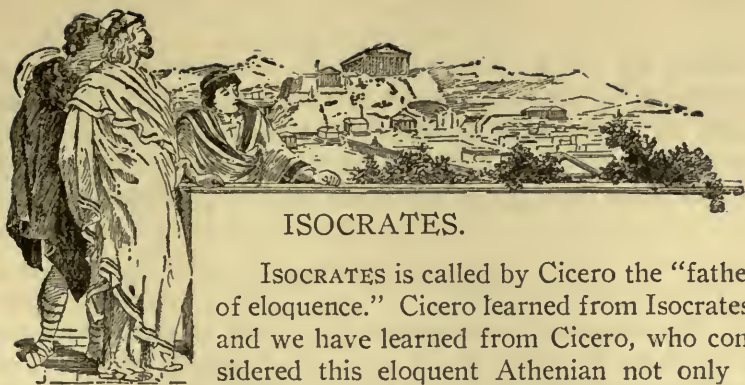 ISOCRATES.
ISOCRATES is called by Cicero the “father
of eloquence.” Cicero learned from Isocrates
and we have learned from Cicero, who con-
sidered this eloquent Athenian not only